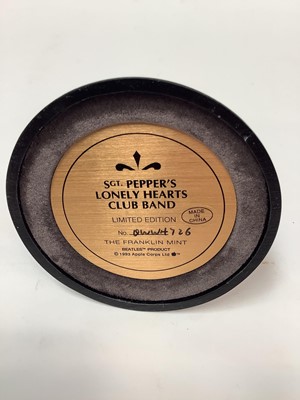 SGT. PEPPER'S
LONELY HEARTS
CLUB BAND
LIMITED EDITION
MADE
IN
CHINA
No.
THE FRANKLIN MINT
BEATLES™ PRODUCT
© 1993 Apple Corps Ltd